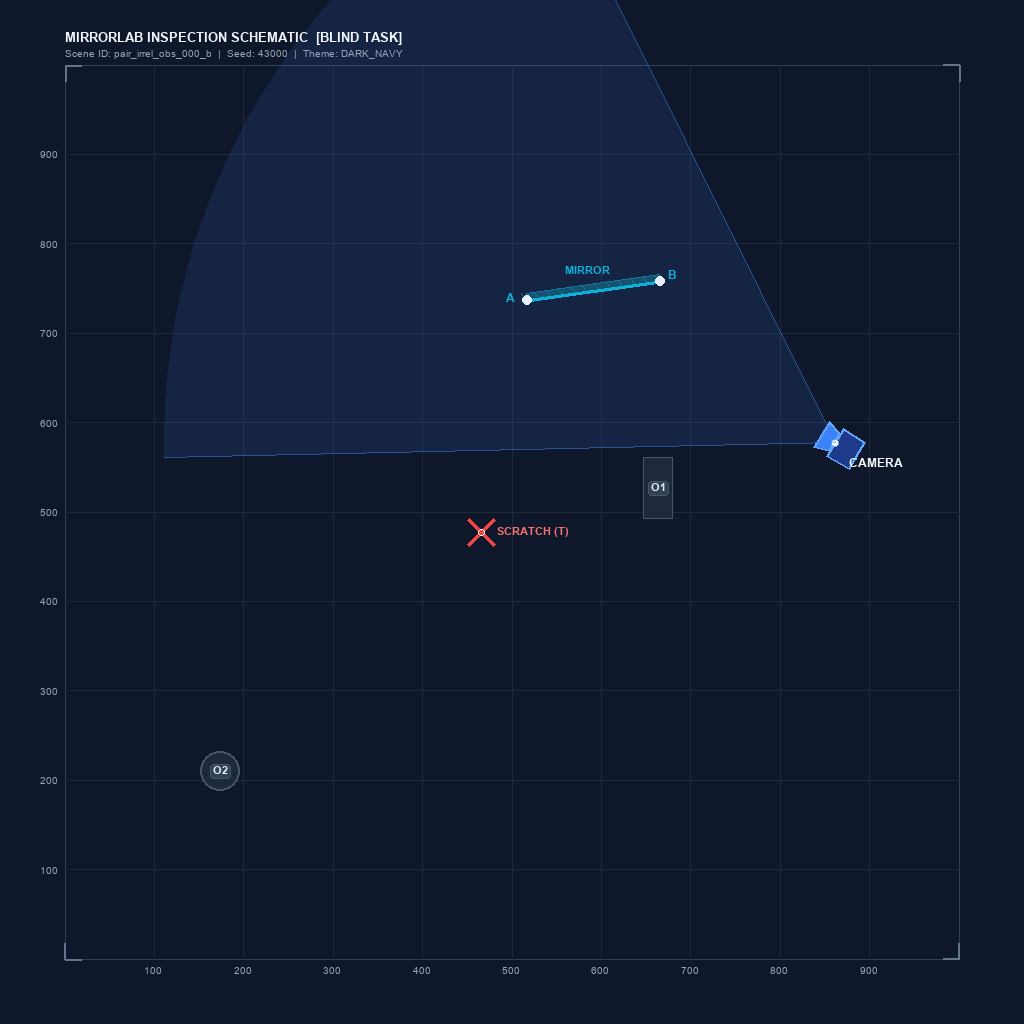 MIRRORLAB INSPECTION SCHEMATIC [BLIND TASK]
Scene ID: pair_irrel_obs_000_b | Seed: 43000 | Theme: DARK_NAVY
900
800
MIRROR
B
A
700
600
CAMERA
O1
500
SCRATCH (T)
400
300
O2
200
100
100 200 300 400 500 600 700 800 900